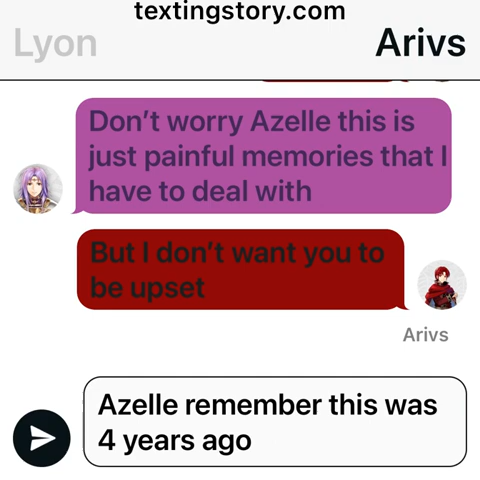 textingstory.com
Lyon
Arivs
Don't worry Azelle this is
just painful memories that I
have to deal with
But I don't want you to
be upset
Arivs
Azelle remember this was
4 years ago